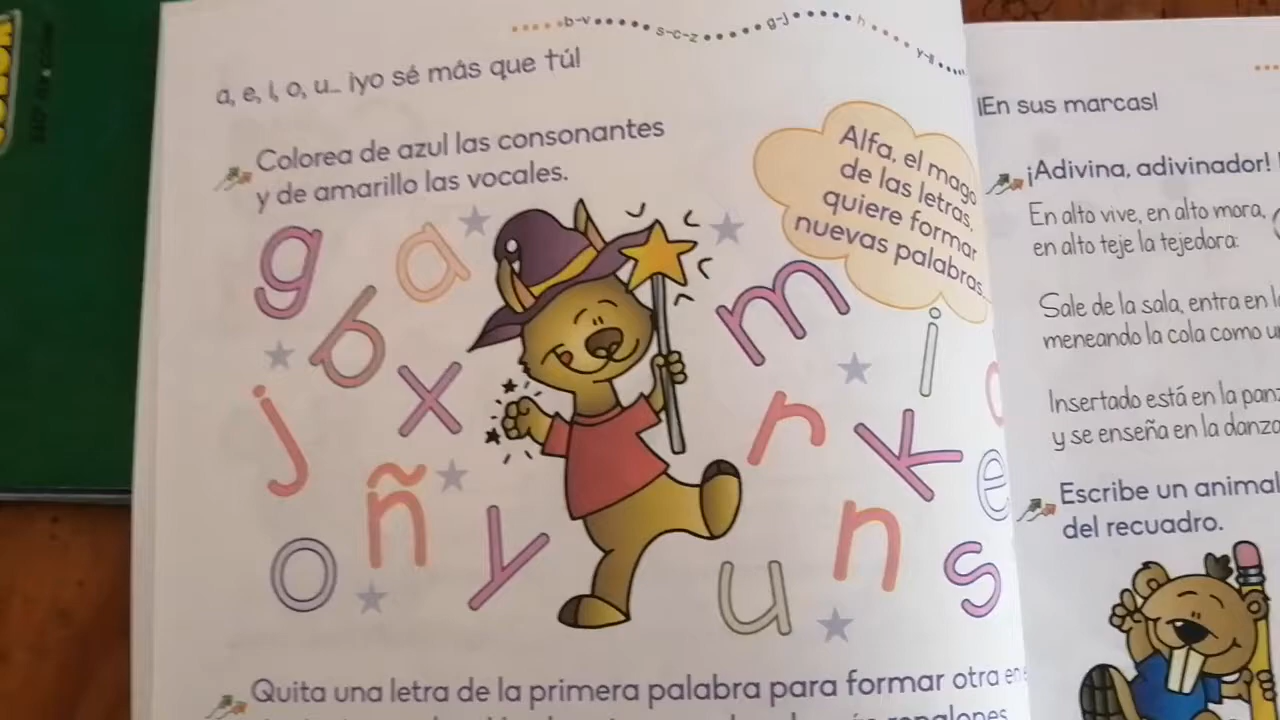 b-v s-c-z g-j h y-ll
a, e, i, o, u... ¡yo sé más que tú!
Colorea de azul las consonantes
y de amarillo las vocales.
Alfa, el mago
de las letras,
quiere formar
nuevas palabras.
g a
b
x
j
ñ
o y
m
i
r
k
e
n
u s
Quita una letra de la primera palabra para formar otra
¡En sus marcas!
¡Adivina, adivinador!
En alto vive, en alto mora,
en alto teje la tejedora:
Sale de la sala, entra en
meneando la cola como
Insertado está en la
y se enseña en la danza
Escribe un animal
del recuadro.